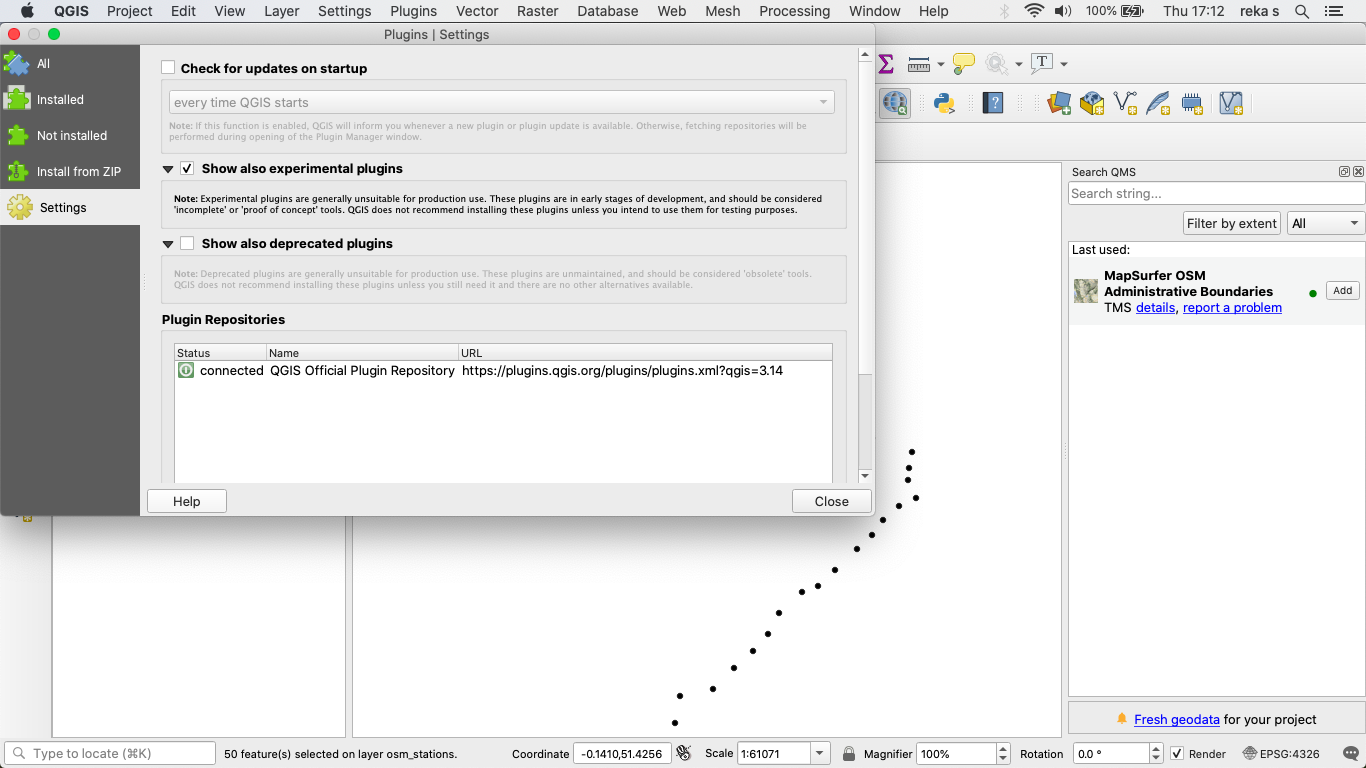 QGIS Project Edit View Layer Settings Plugins Vector Raster Database Web Mesh Processing Window Help 100% Thu 17:12 reka s
Plugins | Settings
All
Installed
Not installed
Install from ZIP
Settings
Check for updates on startup
every time QGIS starts
Note: If this function is enabled, QGIS will inform you whenever a new plugin or plugin update is available. Otherwise, fetching repositories will be
performed during opening of the Plugin Manager window.
Show also experimental plugins
Note: Experimental plugins are generally unsuitable for production use. These plugins are in early stages of development, and should be considered
'incomplete' or 'proof of concept' tools. QGIS does not recommend installing these plugins unless you intend to use them for testing purposes.
Show also deprecated plugins
Note: Deprecated plugins are generally unsuitable for production use. These plugins are unmaintained, and should be considered 'obsolete' tools.
QGIS does not recommend installing these plugins unless you still need it and there are no other alternatives available.
Plugin Repositories
Status Name URL
connected QGIS Official Plugin Repository https://plugins.qgis.org/plugins/plugins.xml?qgis=3.14
Help Close
Search QMS
Search string...
Filter by extent All
Last used:
MapSurfer OSM
Administrative Boundaries
TMS details, report a problem
Add
Fresh geodata for your project
Type to locate (⌘K) 50 feature(s) selected on layer osm_stations. Coordinate -0.1410,51.4256 Scale 1:61071 Magnifier 100% Rotation 0.0 ° Render EPSG:4326